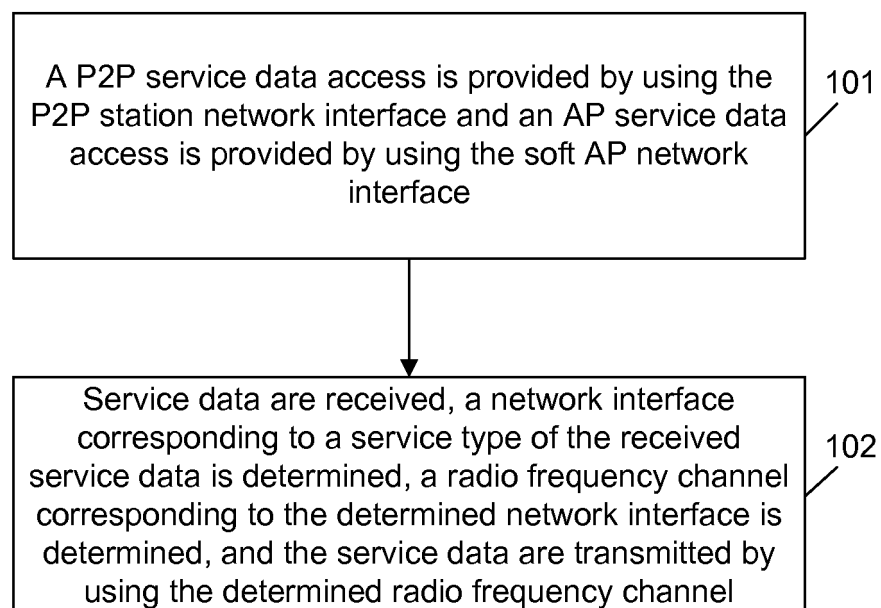 A P2P service data access is provided by using the
P2P station network interface and an AP service data
access is provided by using the soft AP network
interface
101
Service data are received, a network interface
corresponding to a service type of the received
service data is determined, a radio frequency channel
corresponding to the determined network interface is
determined, and the service data are transmitted by
using the determined radio frequency channel
102